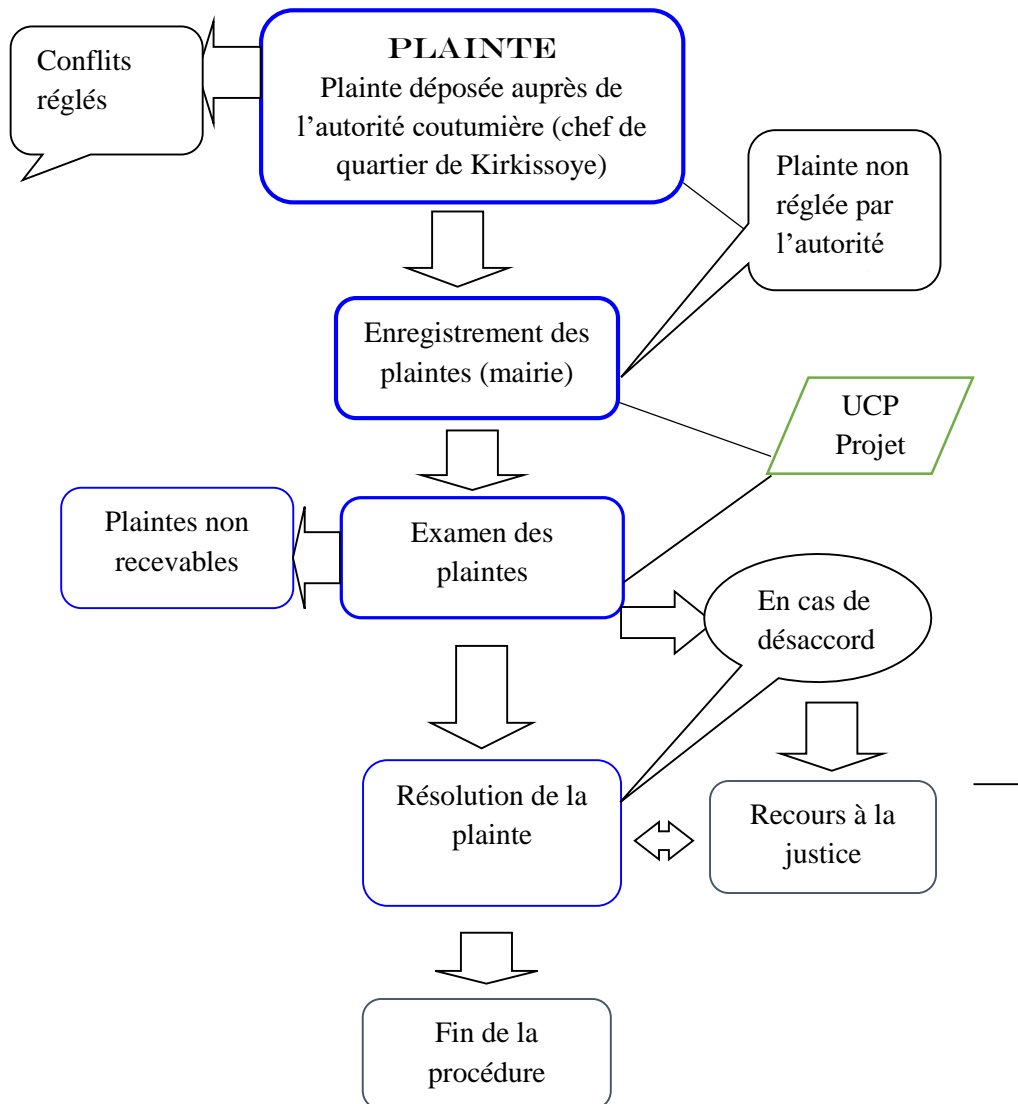 Conflits
réglés
PLAINTE
Plainte déposée auprès de
l’autorité coutumière (chef de
quartier de Kirkissoye)
Plainte non
réglée par
l’autorité
Enregistrement des
plaintes (mairie)
UCP
Projet
Plaintes non
recevables
Examen des
plaintes
En cas de
désaccord
Résolution de la
plainte
Recours à la
justice
Fin de la
procédure